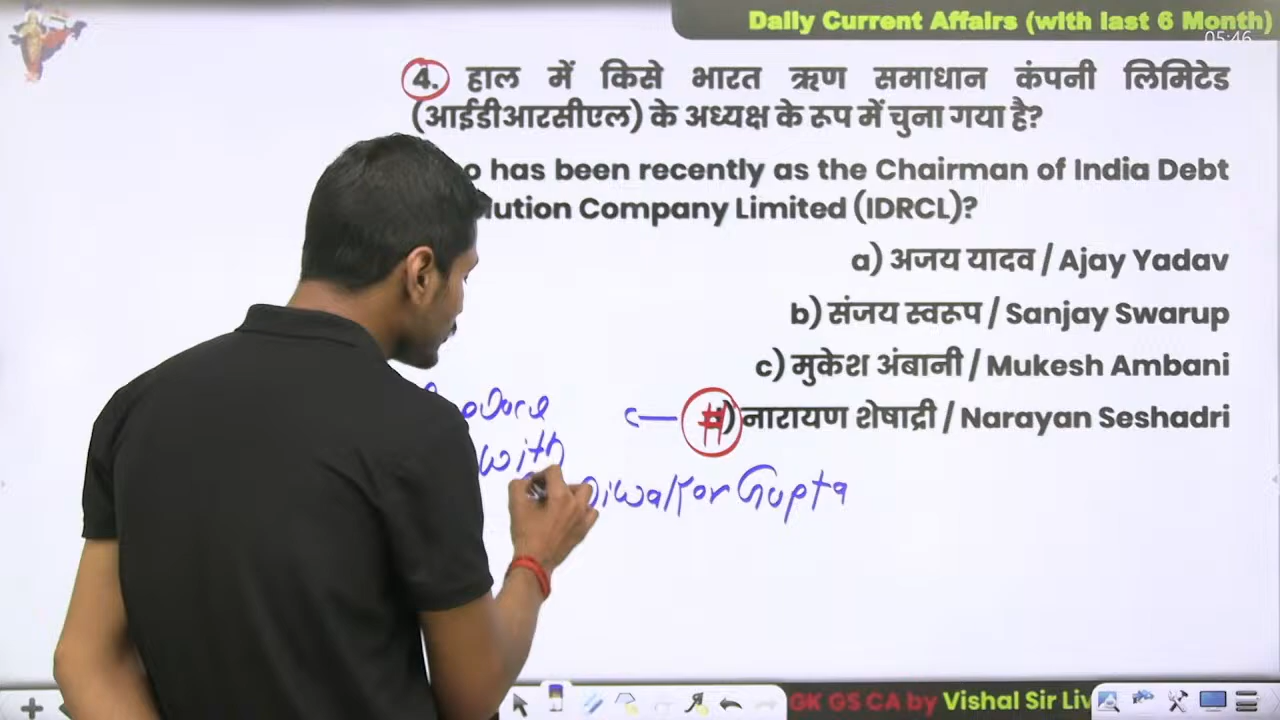 Daily Current Affairs (with last 6 Month)
05:46
4. हाल में किसे भारत ऋण समाधान कंपनी लिमिटेड
(आईडीआरसीएल) के अध्यक्ष के रूप में चुना गया है?
has been recently as the Chairman of India Debt
Company Limited (IDRCL)?
a) अजय यादव / Ajay Yadav
b) संजय स्वरूप / Sanjay Swarup
c) मुकेश अंबानी / Mukesh Ambani
नारायण शेषाद्री / Narayan Seshadri
with
Diwakar Gupta
GK GS CA by Vishal Sir Liv